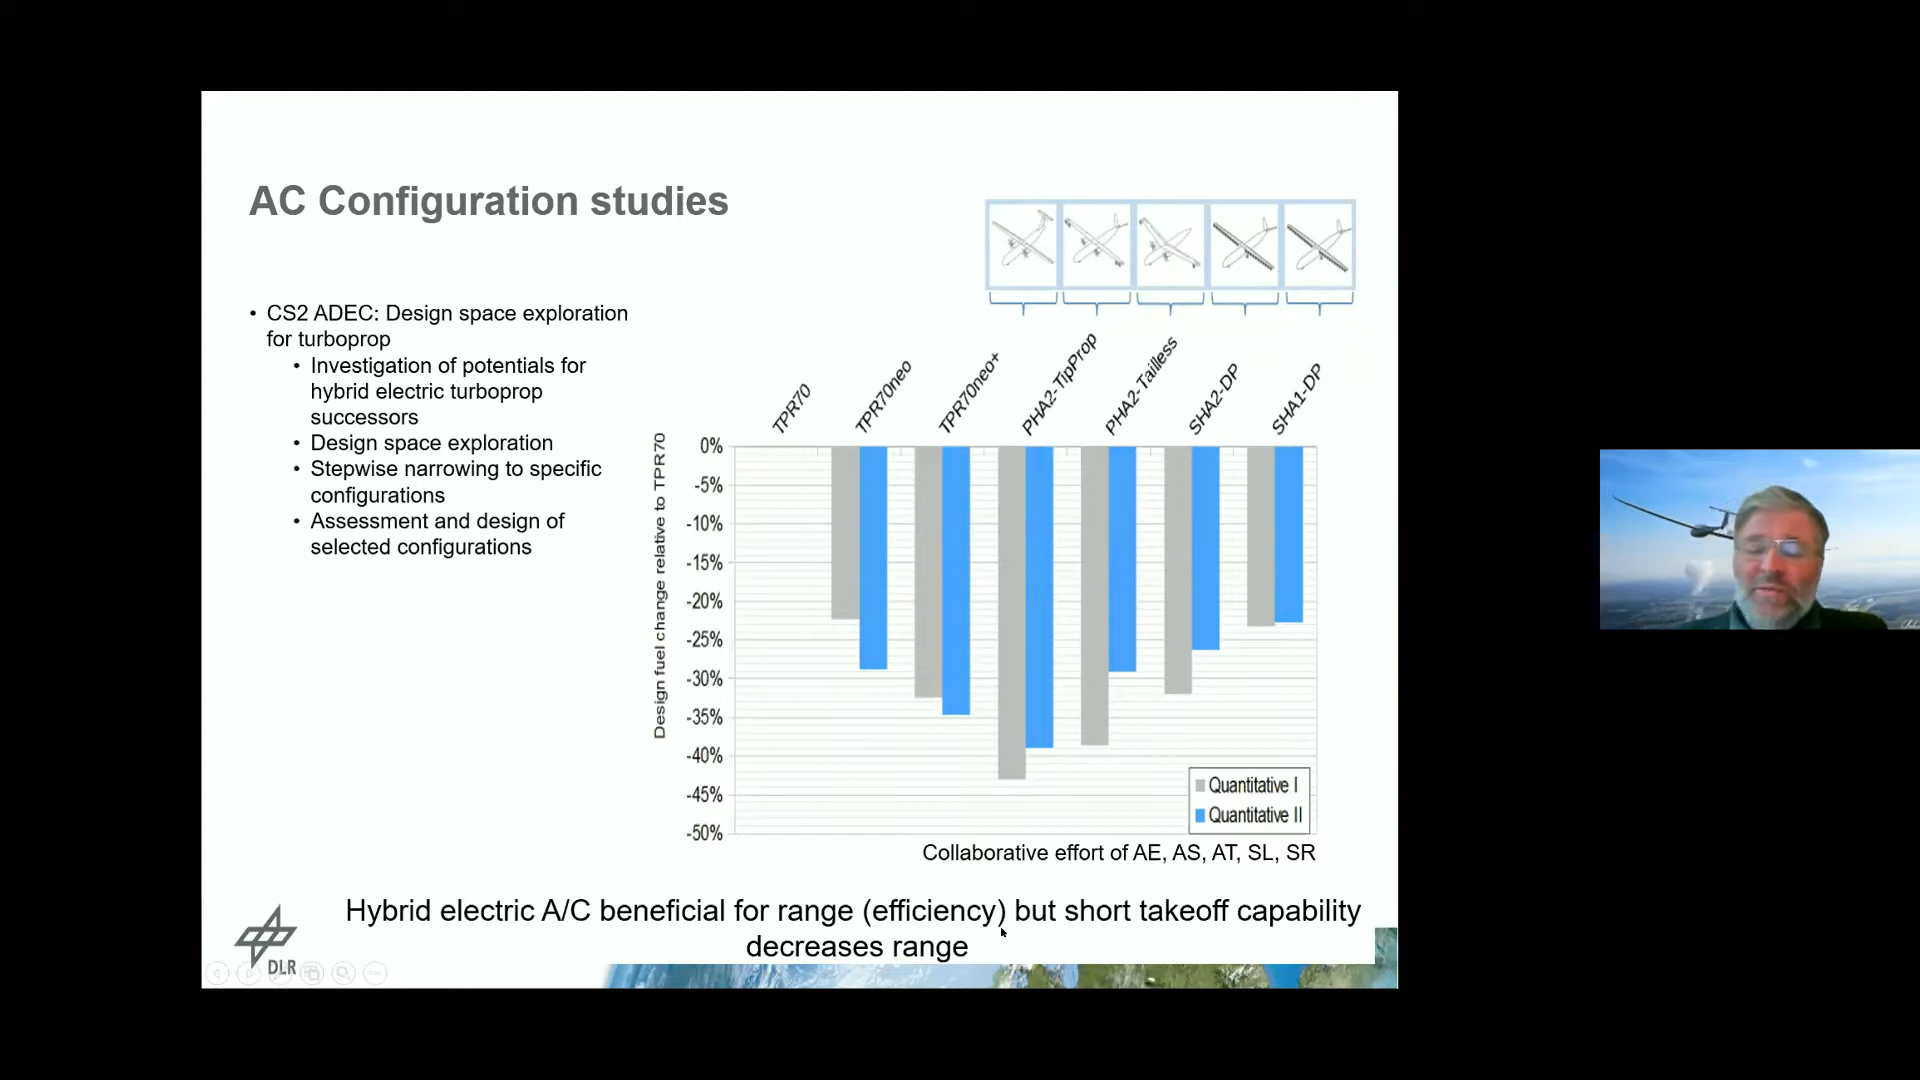 AC Configuration studies
• CS2 ADEC: Design space exploration
for turboprop
• Investigation of potentials for
hybrid electric turboprop
successors
• Design space exploration
• Stepwise narrowing to specific
configurations
• Assessment and design of
selected configurations
TPR70
TPR70neo
TPR70neo+
PHA2-TipProp
PHA2-Tailless
SHA2-DP
SHA1-DP
Design fuel change relative to TPR70
0%
-5%
-10%
-15%
-20%
-25%
-30%
-35%
-40%
-45%
-50%
Quantitative I
Quantitative II
Collaborative effort of AE, AS, AT, SL, SR
Hybrid electric A/C beneficial for range (efficiency) but short takeoff capability
decreases range
DLR